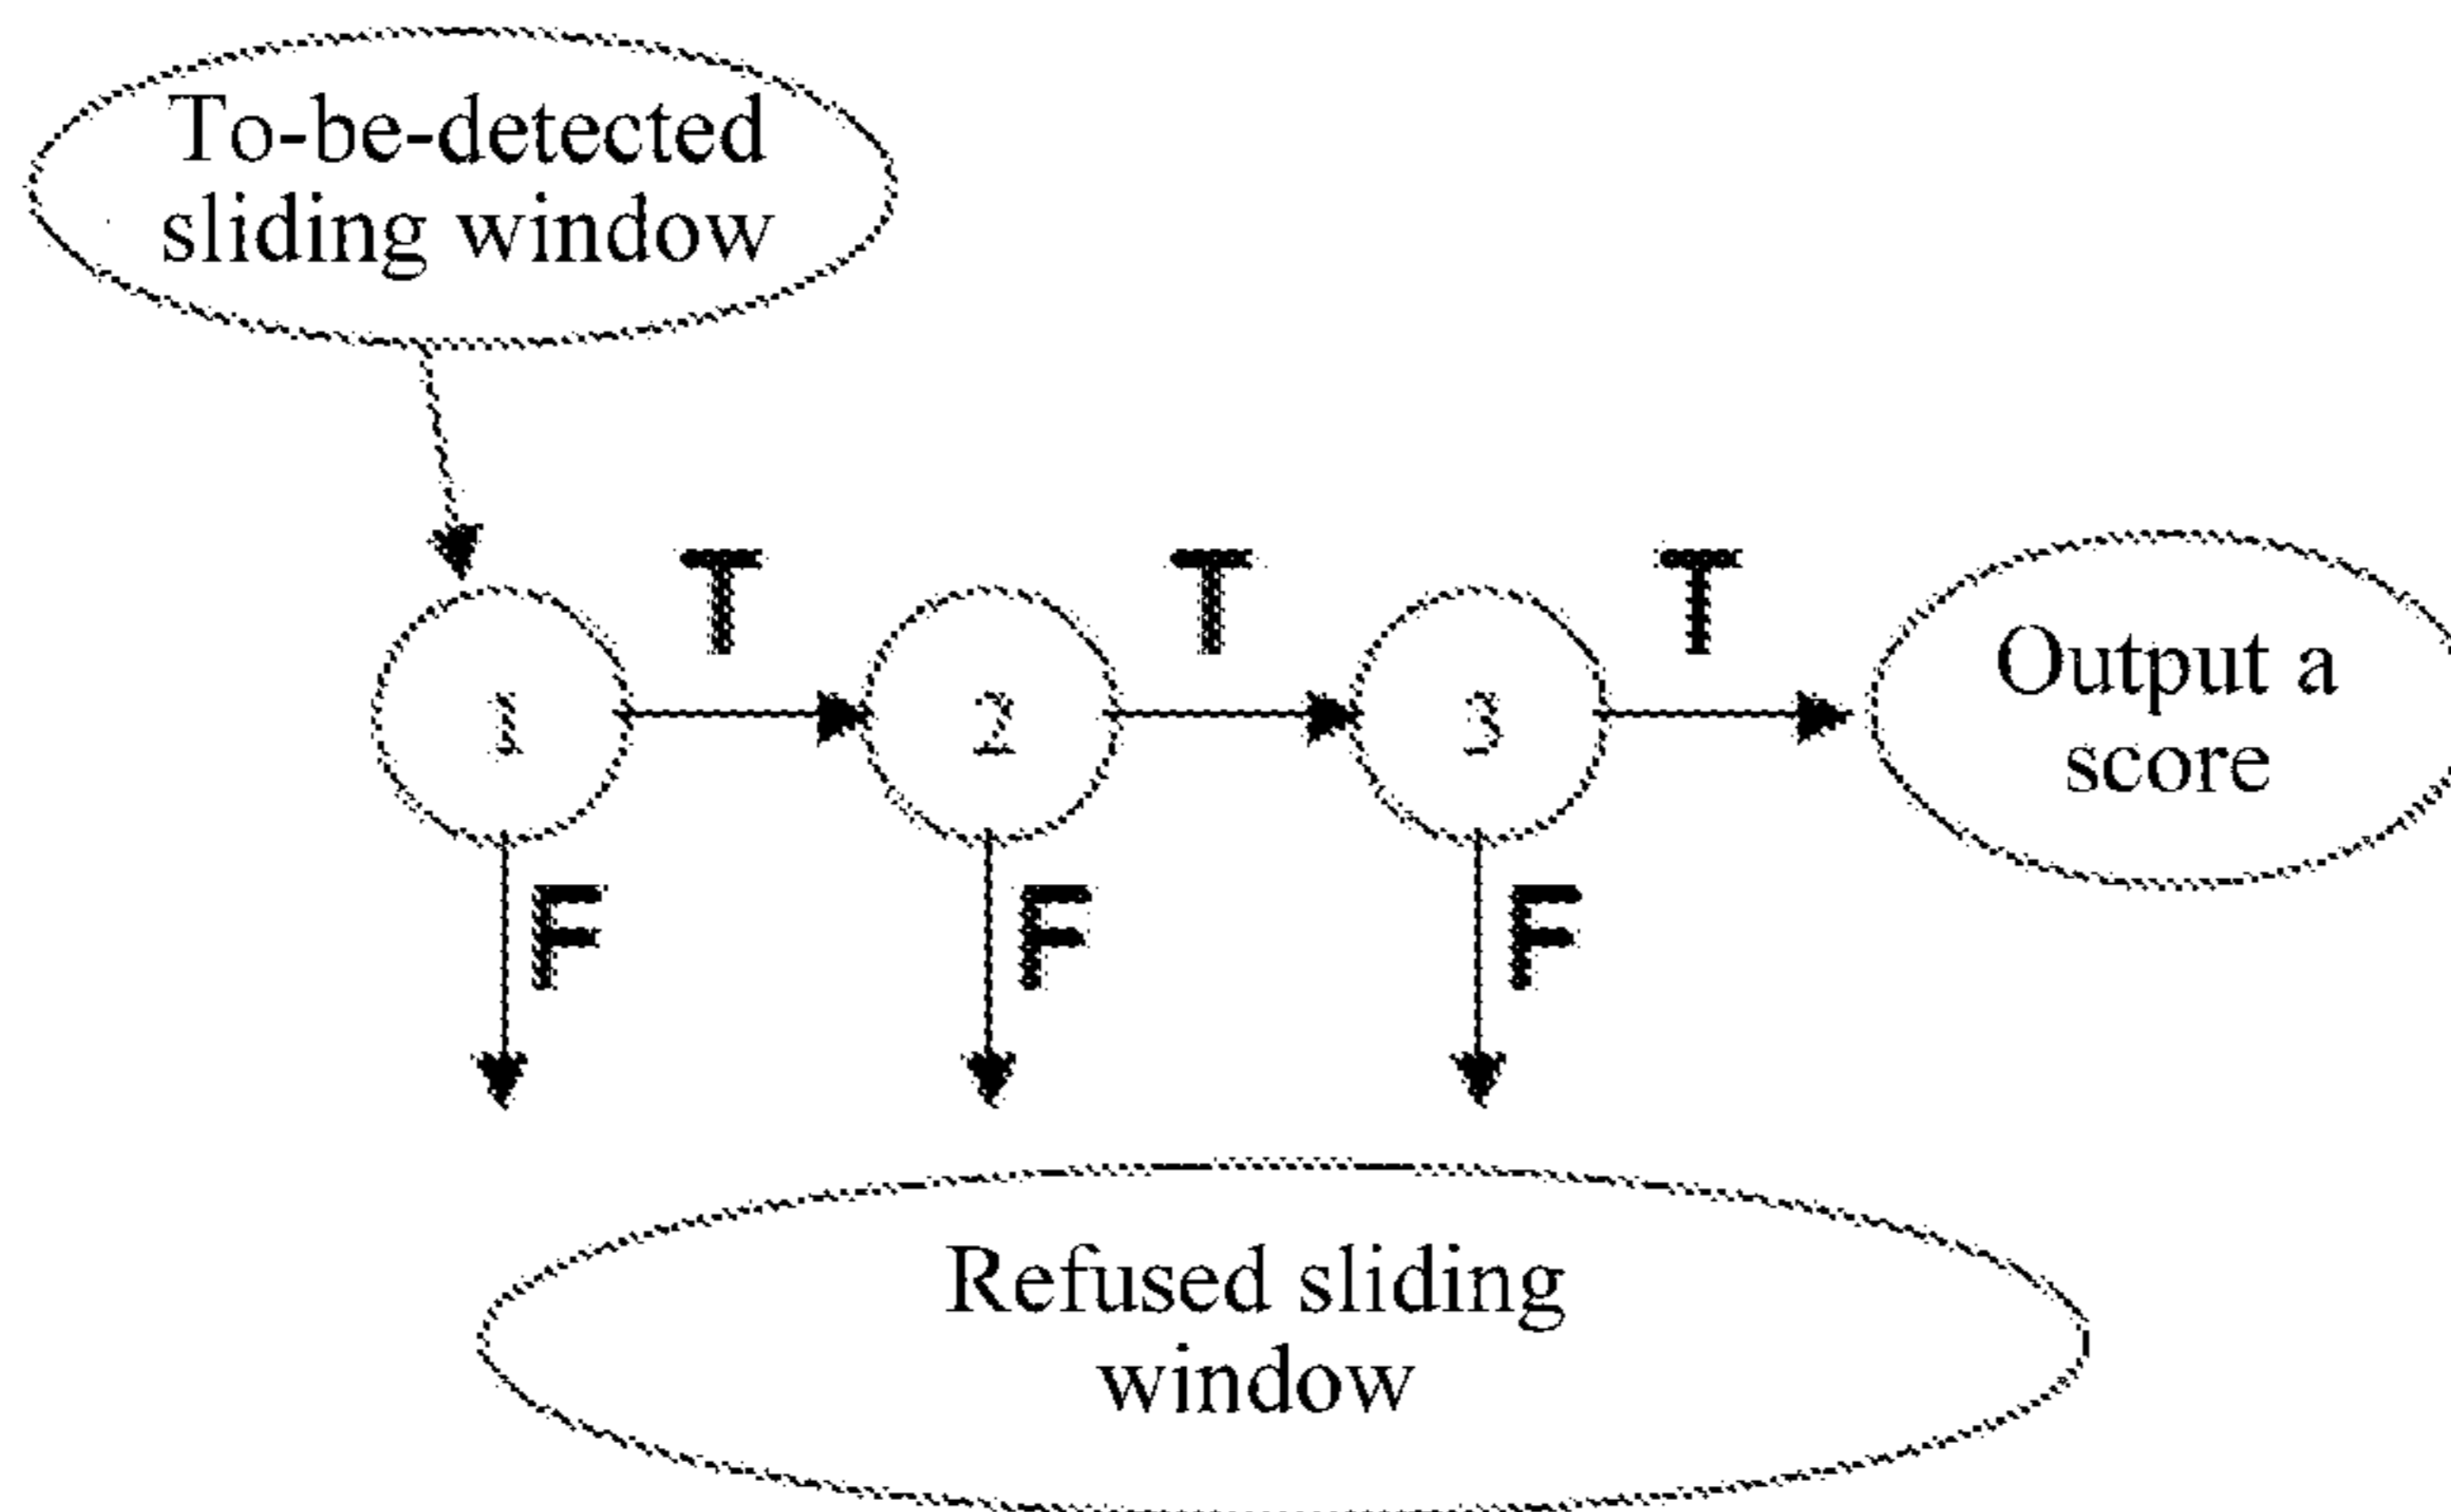 To-be-detected
sliding window
T
T
T
1
2
3
Output a
score
F
F
F
Refused sliding
window